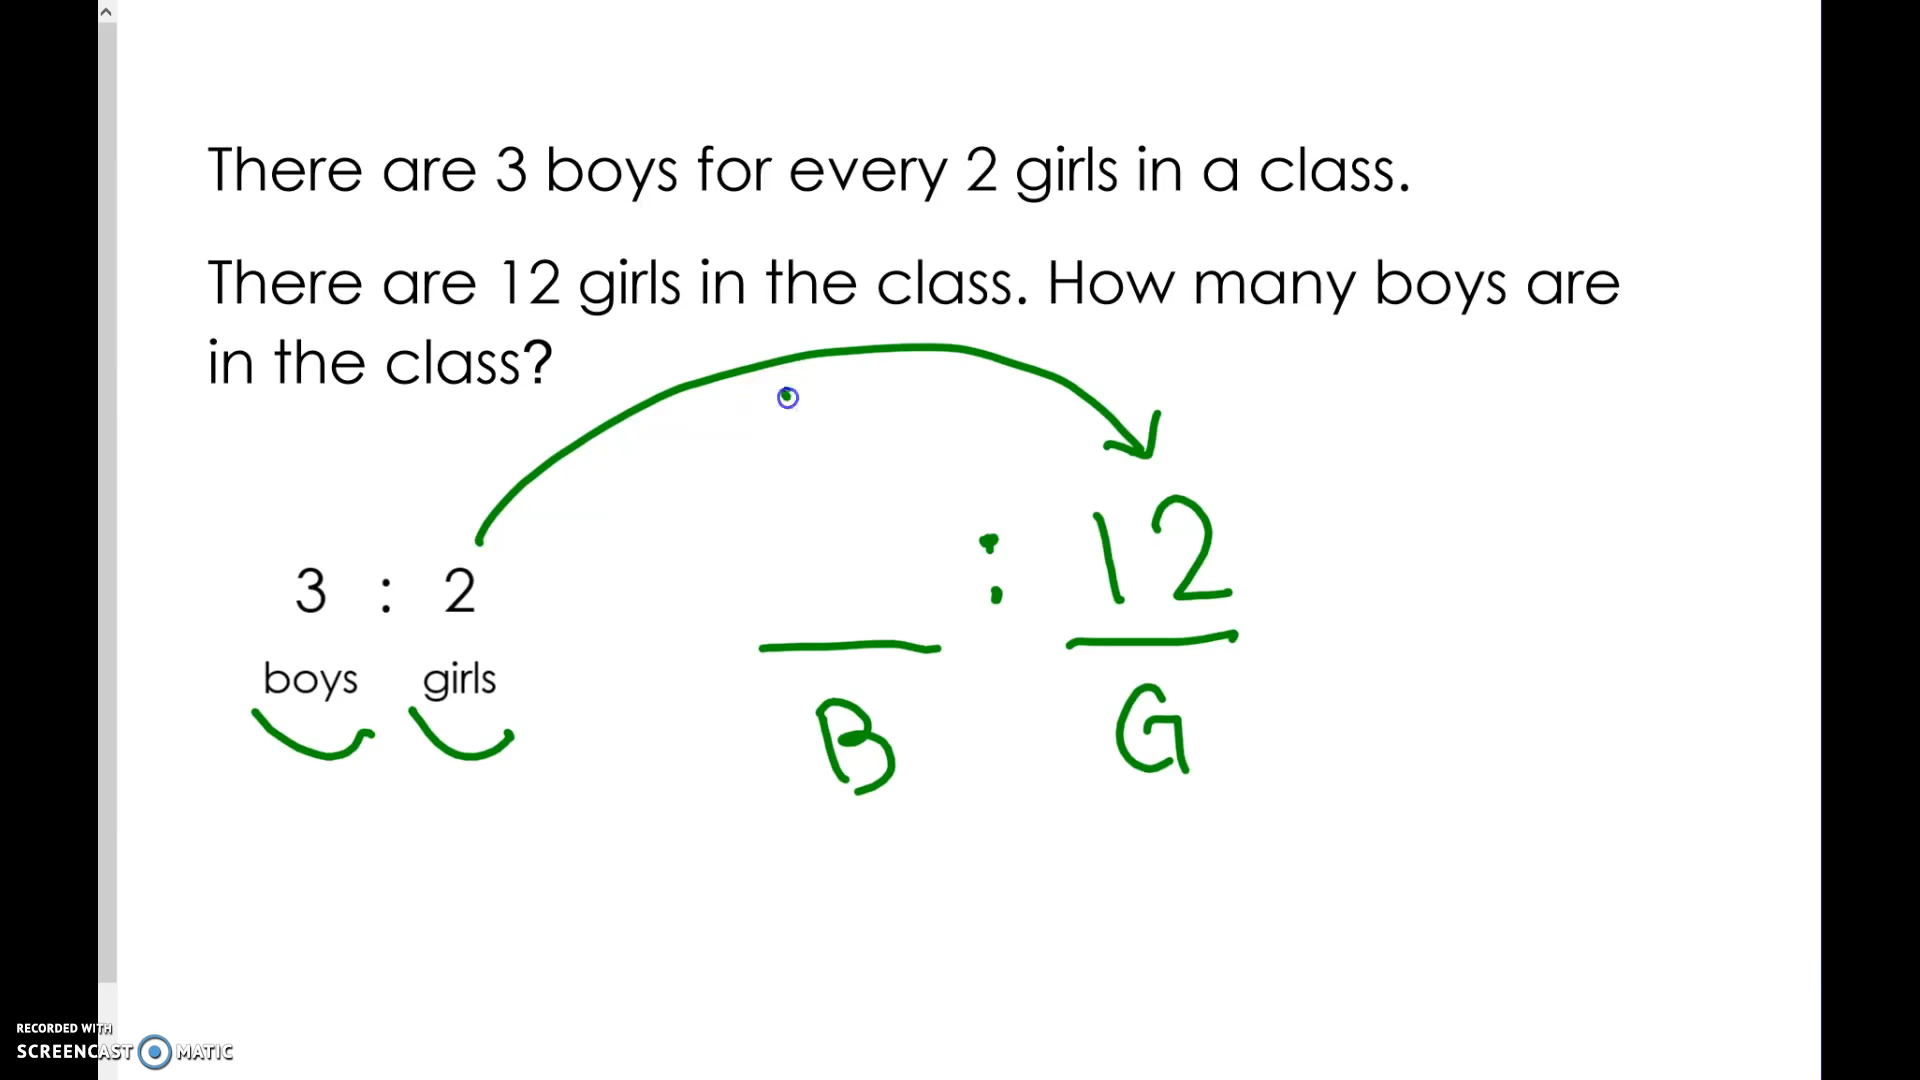 There are 3 boys for every 2 girls in a class.
There are 12 girls in the class. How many boys are
in the class?
3 : 2
boys girls
: 12
B G
RECORDED WITH
SCREENCAST MATIC